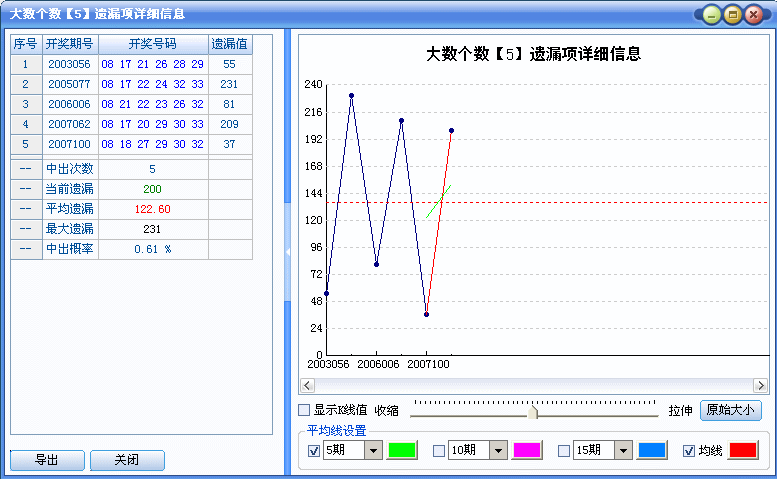 大数个数【5】遗漏项详细信息
序号 开奖期号 开奖号码 遗漏值
1 2003056 08 17 21 26 28 29 55
2 2005077 08 17 22 24 32 33 231
3 2006006 08 21 22 23 26 32 81
4 2007062 08 17 20 29 30 33 209
5 2007100 08 18 27 29 30 32 37
-- 中出次数 5
-- 当前遗漏 200
-- 平均遗漏 122.60
-- 最大遗漏 231
-- 中出概率 0.61 %
导出 关闭
大数个数【5】遗漏项详细信息
240
216
192
168
144
120
96
72
48
24
0
2003056 2006006 2007100
显示K线值 收缩 拉伸 原始大小
平均线设置
5期 10期 15期 均线